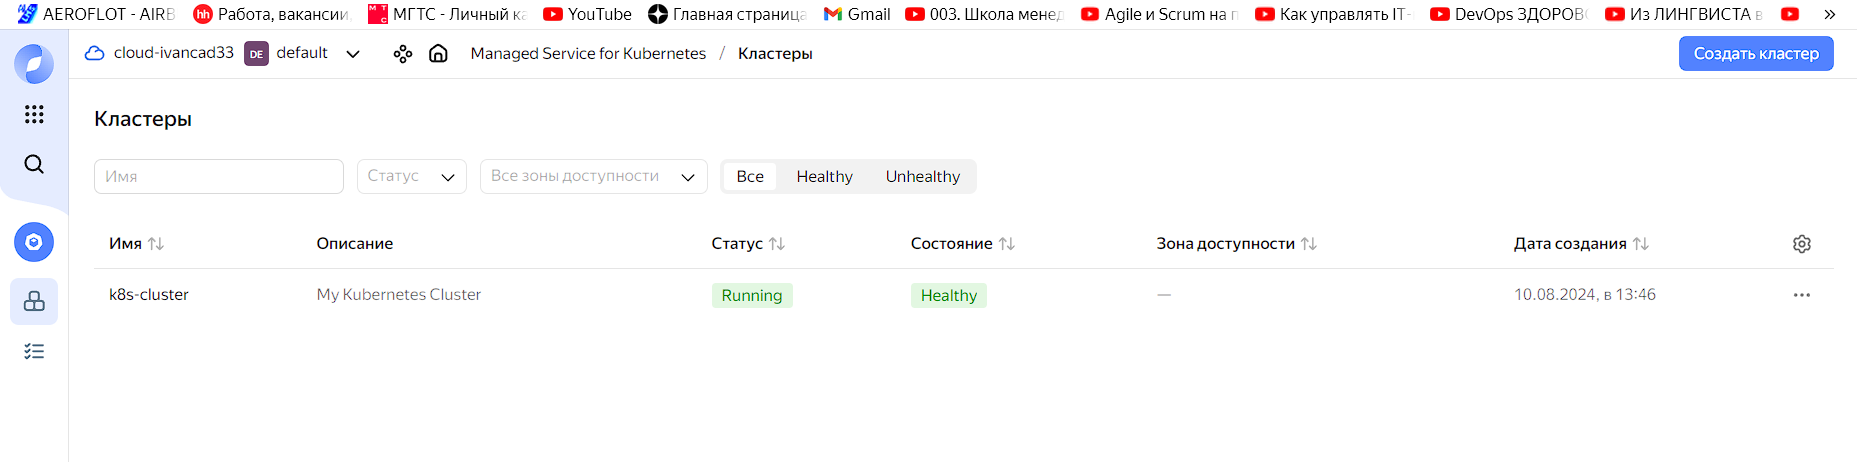 AEROFLOT - AIRB Работа, вакансии, МГТС - Личный ка YouTube Главная страница Gmail 003. Школа менед Agile и Scrum на п Как управлять IT- DevOps ЗДОРОВО Из ЛИНГВИСТА в
cloud-ivancad33 DE default Managed Service for Kubernetes / Кластеры Создать кластер
Кластеры
Имя Статус Все зоны доступности Все Healthy Unhealthy
Имя Описание Статус Состояние Зона доступности Дата создания
k8s-cluster My Kubernetes Cluster Running Healthy — 10.08.2024, в 13:46